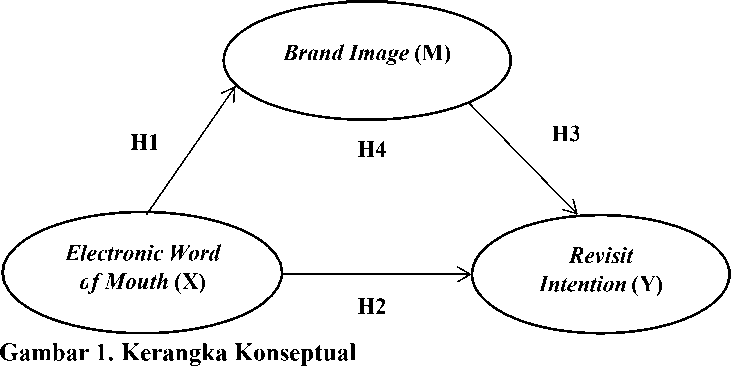 Brand Image (M)
H1
H4
H3
Electronic Word
of Mouth (X)
Revisit
Intention (Y)
H2
Gambar 1. Kerangka Konseptual